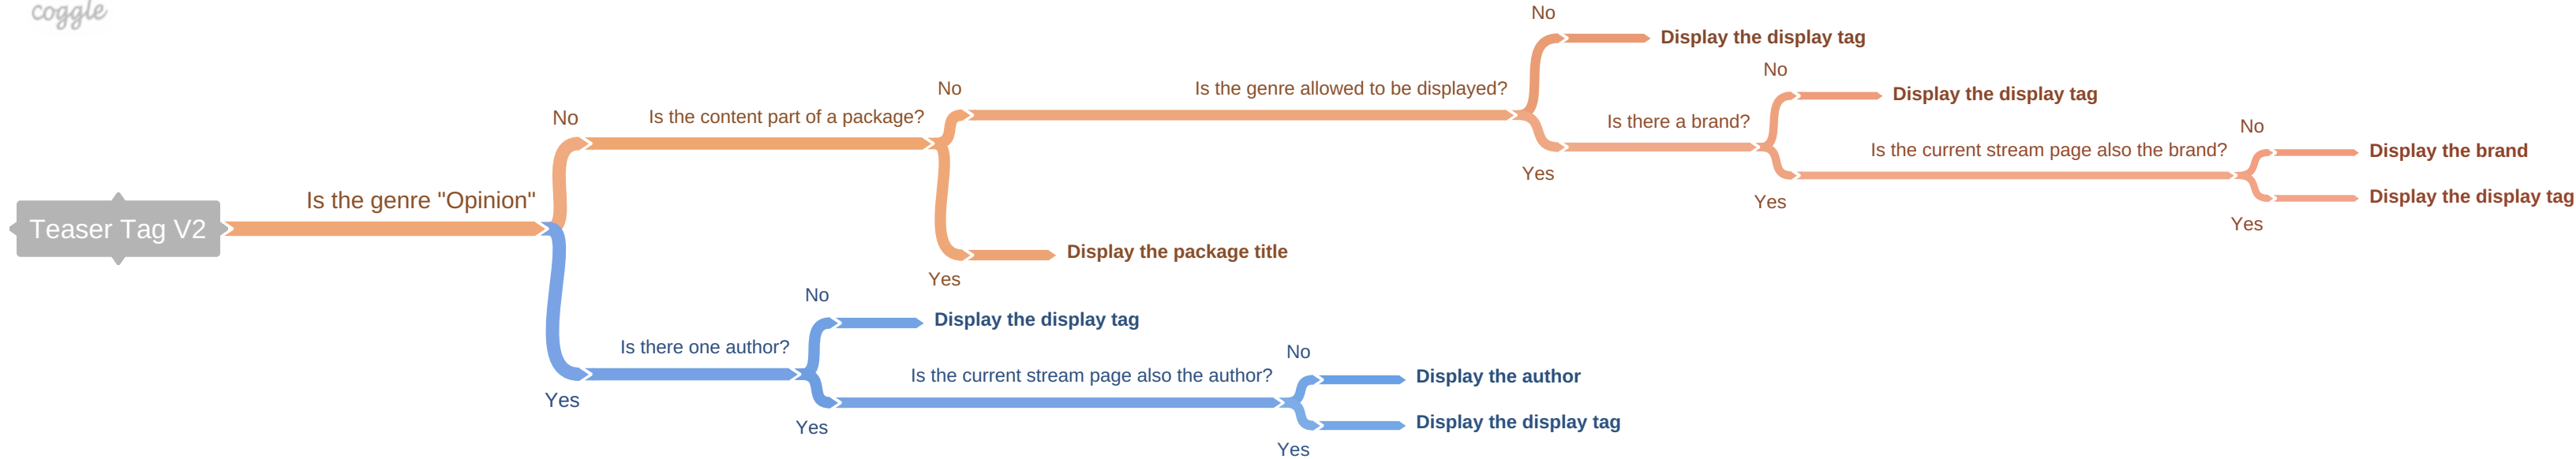 coggle
Teaser Tag V2
Is the genre "Opinion"
No
Is the content part of a package?
No
Is the genre allowed to be displayed?
No
Display the display tag
Yes
Is there a brand?
No
Display the display tag
Yes
Is the current stream page also the brand?
No
Display the brand
Yes
Display the display tag
Yes
Display the package title
Yes
Is there one author?
No
Display the display tag
Yes
Is the current stream page also the author?
No
Display the author
Yes
Display the display tag